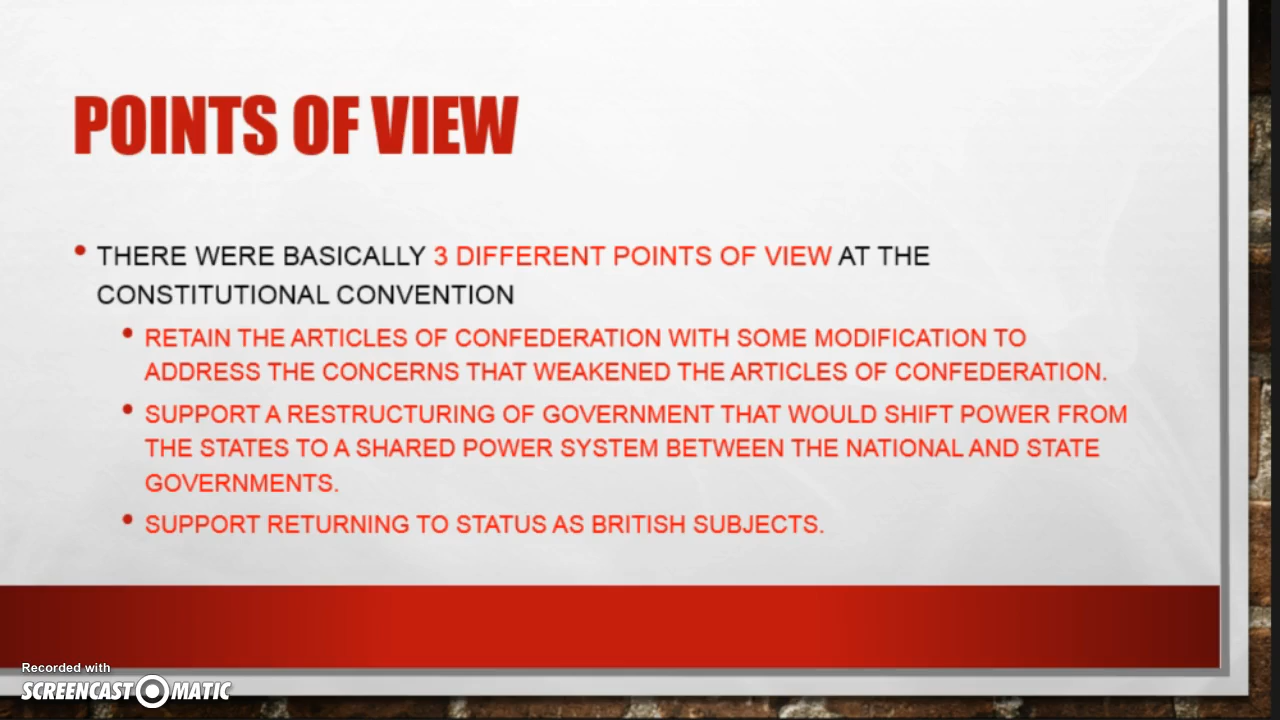 POINTS OF VIEW
• THERE WERE BASICALLY 3 DIFFERENT POINTS OF VIEW AT THE
CONSTITUTIONAL CONVENTION
• RETAIN THE ARTICLES OF CONFEDERATION WITH SOME MODIFICATION TO
ADDRESS THE CONCERNS THAT WEAKENED THE ARTICLES OF CONFEDERATION.
• SUPPORT A RESTRUCTURING OF GOVERNMENT THAT WOULD SHIFT POWER FROM
THE STATES TO A SHARED POWER SYSTEM BETWEEN THE NATIONAL AND STATE
GOVERNMENTS.
• SUPPORT RETURNING TO STATUS AS BRITISH SUBJECTS.
Recorded with
SCREENCAST MATIC